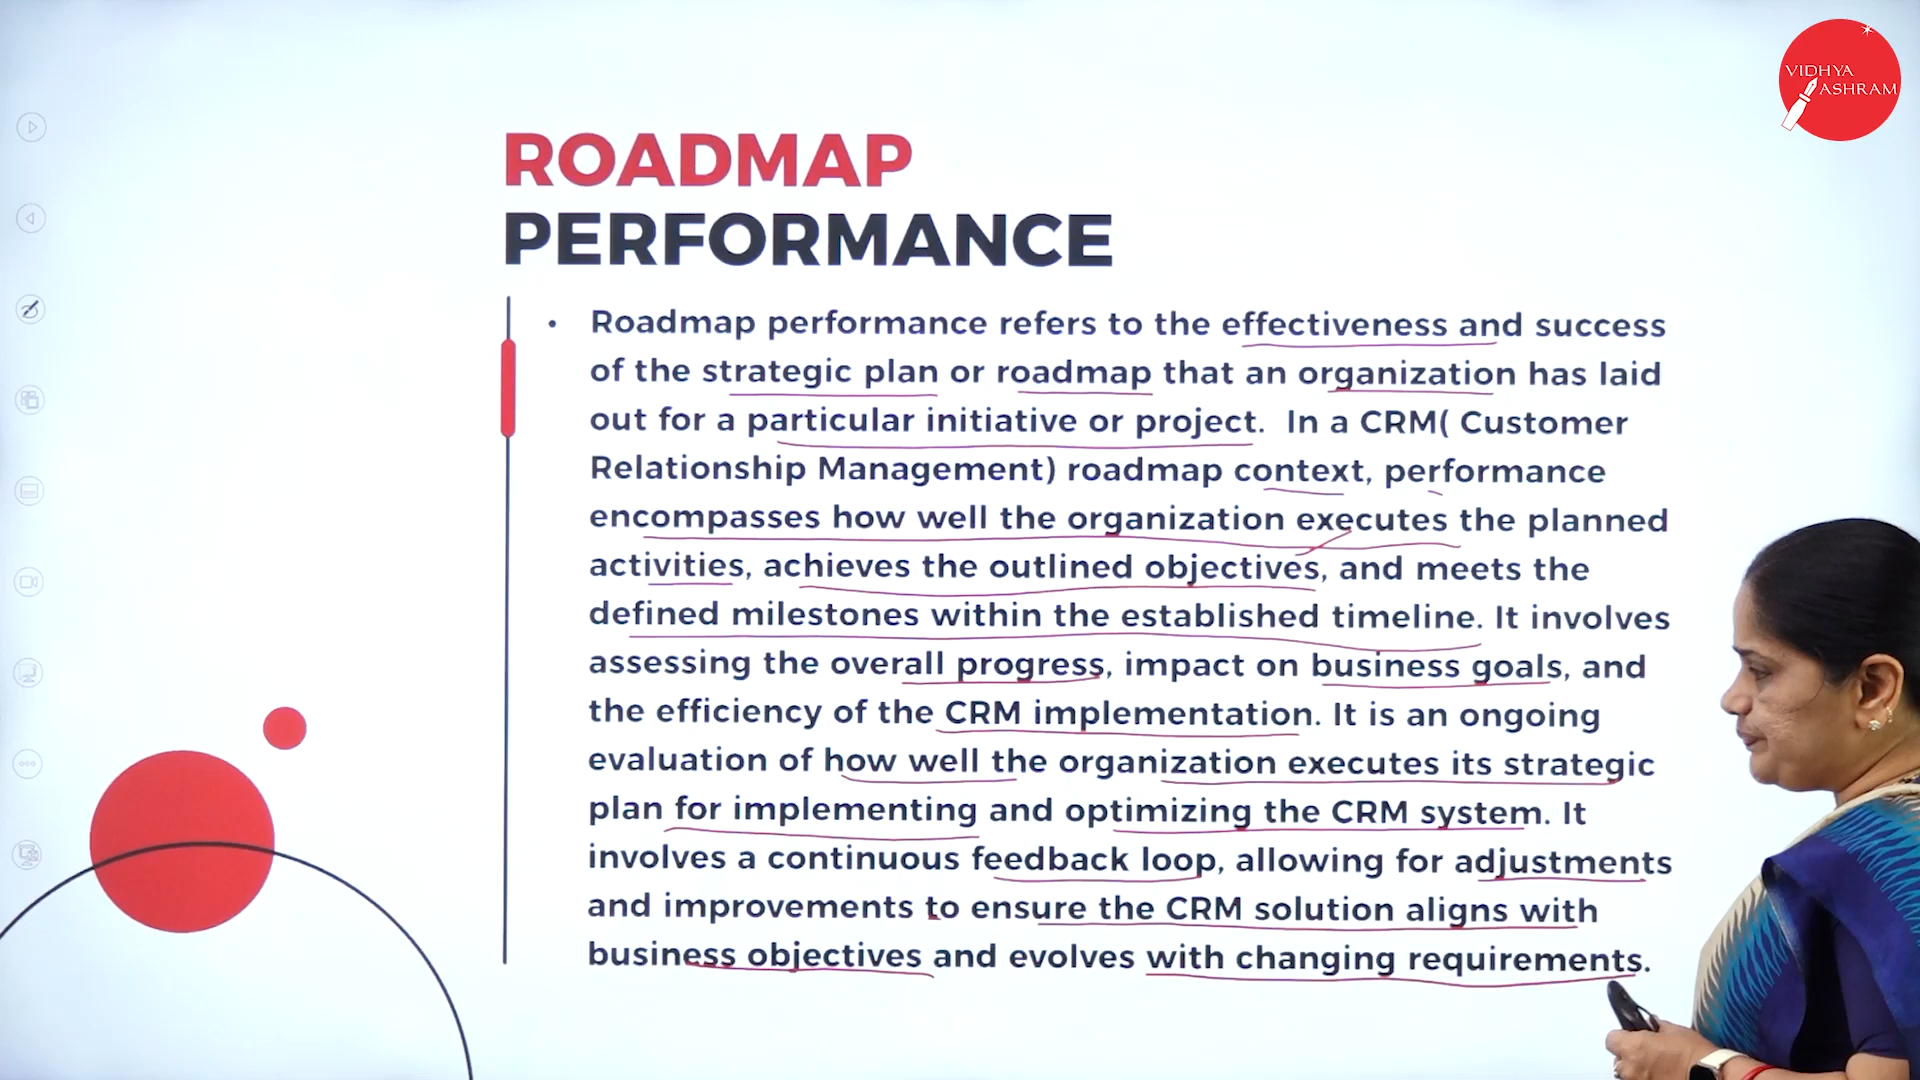 VIDHYA
ASHRAM
ROADMAP
PERFORMANCE
• Roadmap performance refers to the effectiveness and success
of the strategic plan or roadmap that an organization has laid
out for a particular initiative or project. In a CRM( Customer
Relationship Management) roadmap context, performance
encompasses how well the organization executes the planned
activities, achieves the outlined objectives, and meets the
defined milestones within the established timeline. It involves
assessing the overall progress, impact on business goals, and
the efficiency of the CRM implementation. It is an ongoing
evaluation of how well the organization executes its strategic
plan for implementing and optimizing the CRM system. It
involves a continuous feedback loop, allowing for adjustments
and improvements to ensure the CRM solution aligns with
business objectives and evolves with changing requirements.